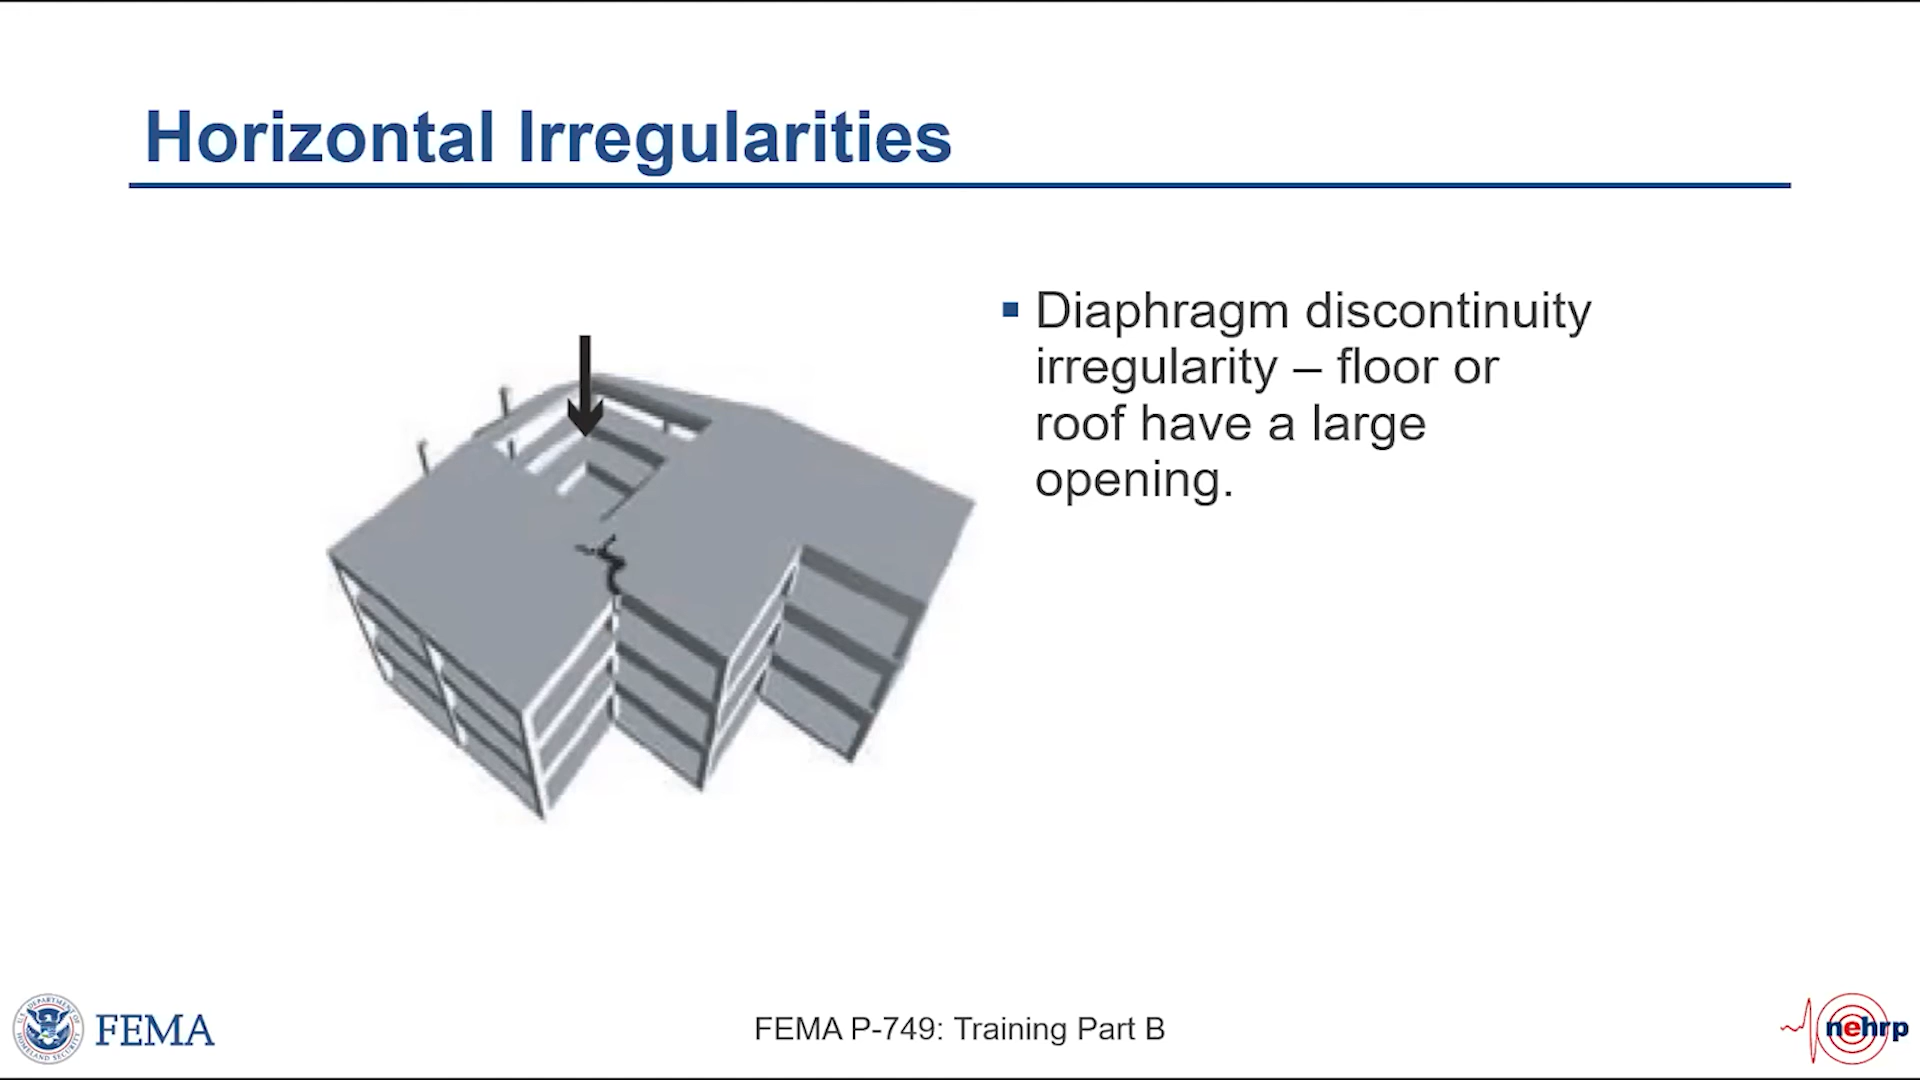 Horizontal Irregularities
Diaphragm discontinuity
irregularity – floor or
roof have a large
opening.
FEMA
FEMA P-749: Training Part B
nehrp